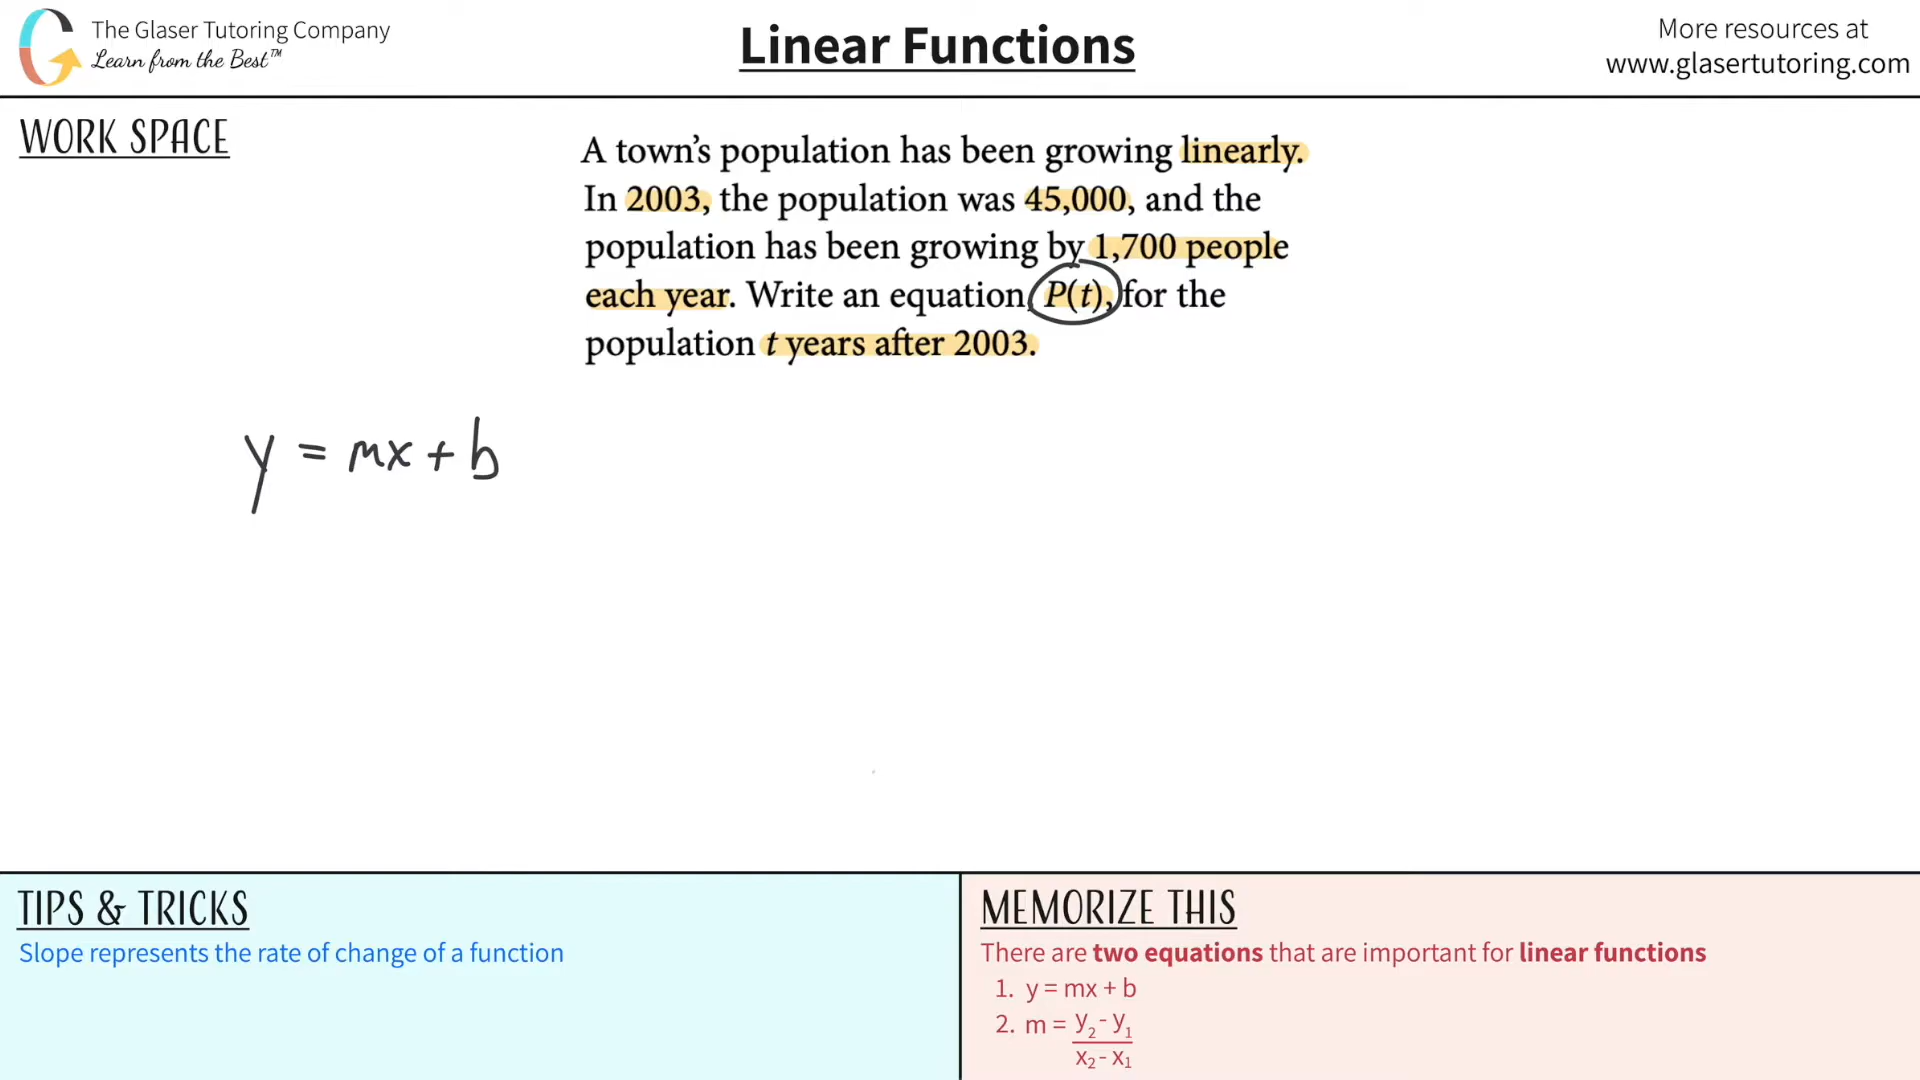 The Glaser Tutoring Company
Learn from the Best™
Linear Functions
More resources at
www.glasertutoring.com
WORK SPACE
A town's population has been growing linearly.
In 2003, the population was 45,000, and the
population has been growing by 1,700 people
each year. Write an equation, P(t), for the
population t years after 2003.
y = mx + b
TIPS & TRICKS
Slope represents the rate of change of a function
MEMORIZE THIS
There are two equations that are important for linear functions
1. y = mx + b
2. m = y₂ - y₁
x₂ - x₁